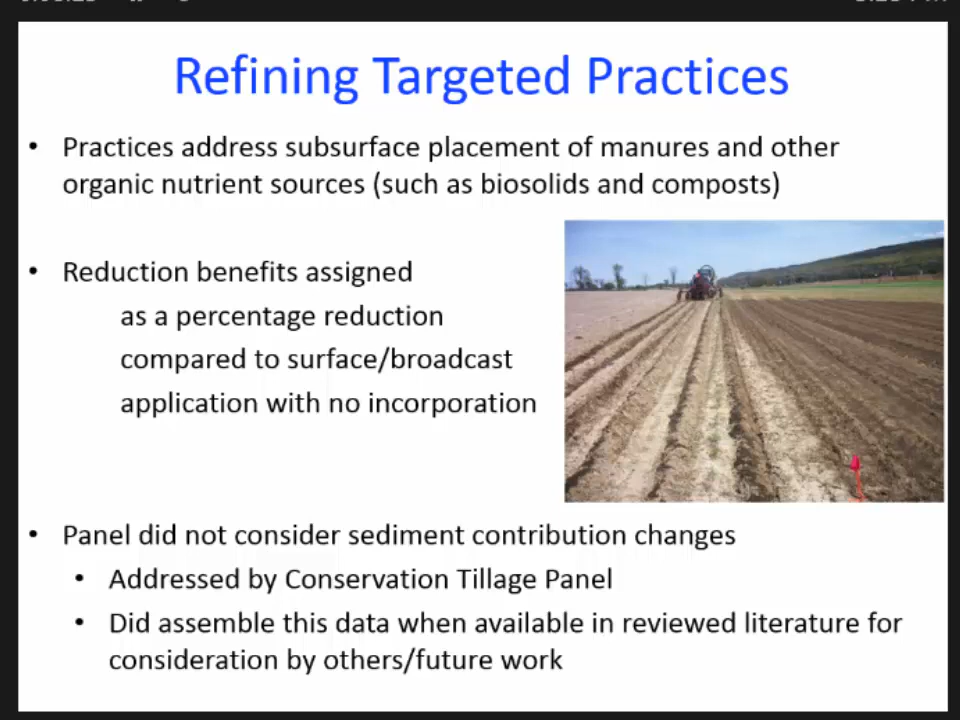 Refining Targeted Practices
• Practices address subsurface placement of manures and other
organic nutrient sources (such as biosolids and composts)
• Reduction benefits assigned
as a percentage reduction
compared to surface/broadcast
application with no incorporation
• Panel did not consider sediment contribution changes
• Addressed by Conservation Tillage Panel
• Did assemble this data when available in reviewed literature for
consideration by others/future work